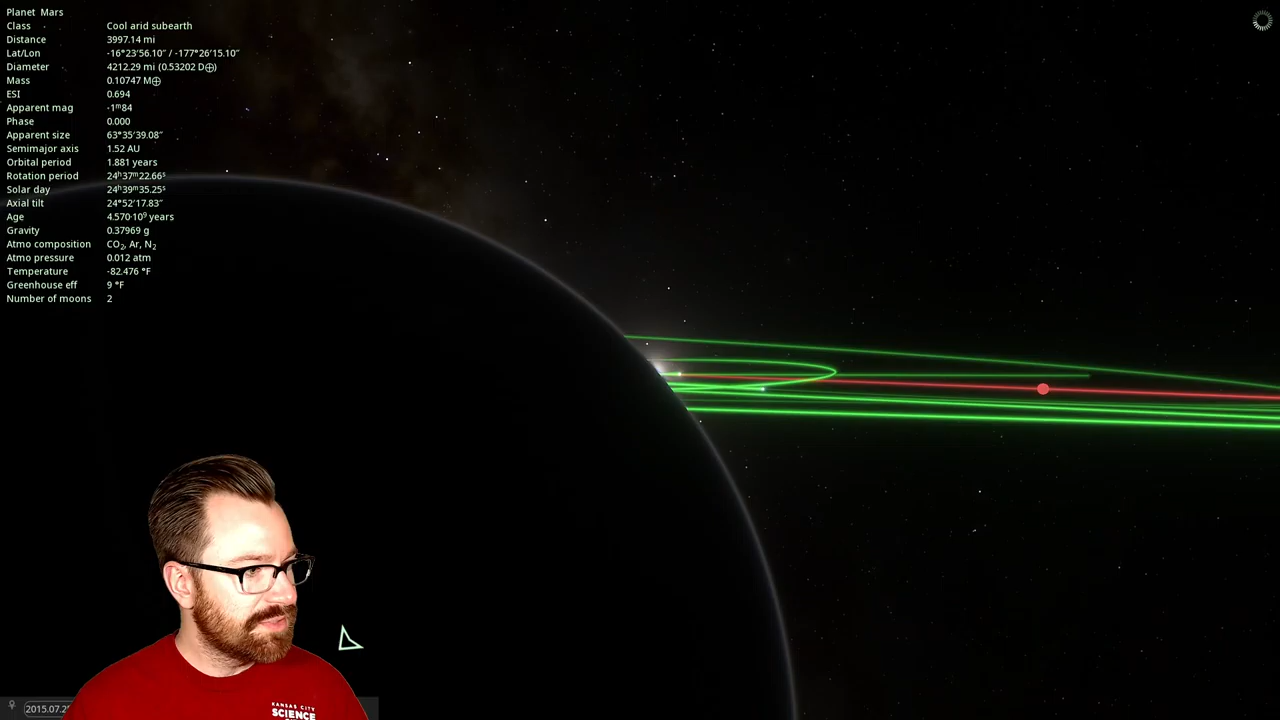 Planet Mars
Class Cool arid subearth
Distance 3997.14 mi
Lat/Lon -16°23′56.10″ / -177°26′15.10″
Diameter 4212.29 mi (0.53202 D⊕)
Mass 0.10747 M⊕
ESI 0.694
Apparent mag -1ᵐ84
Phase 0.000
Apparent size 63°35′39.08″
Semimajor axis 1.52 AU
Orbital period 1.881 years
Rotation period 24ʰ37ᵐ22.66ˢ
Solar day 24ʰ39ᵐ35.25ˢ
Axial tilt 24°52′17.83″
Age 4.570·10⁹ years
Gravity 0.37969 g
Atmo composition CO₂, Ar, N₂
Atmo pressure 0.012 atm
Temperature -82.476 °F
Greenhouse eff 9 °F
Number of moons 2
KANSAS CITY
SCIENCE
2015.07.2